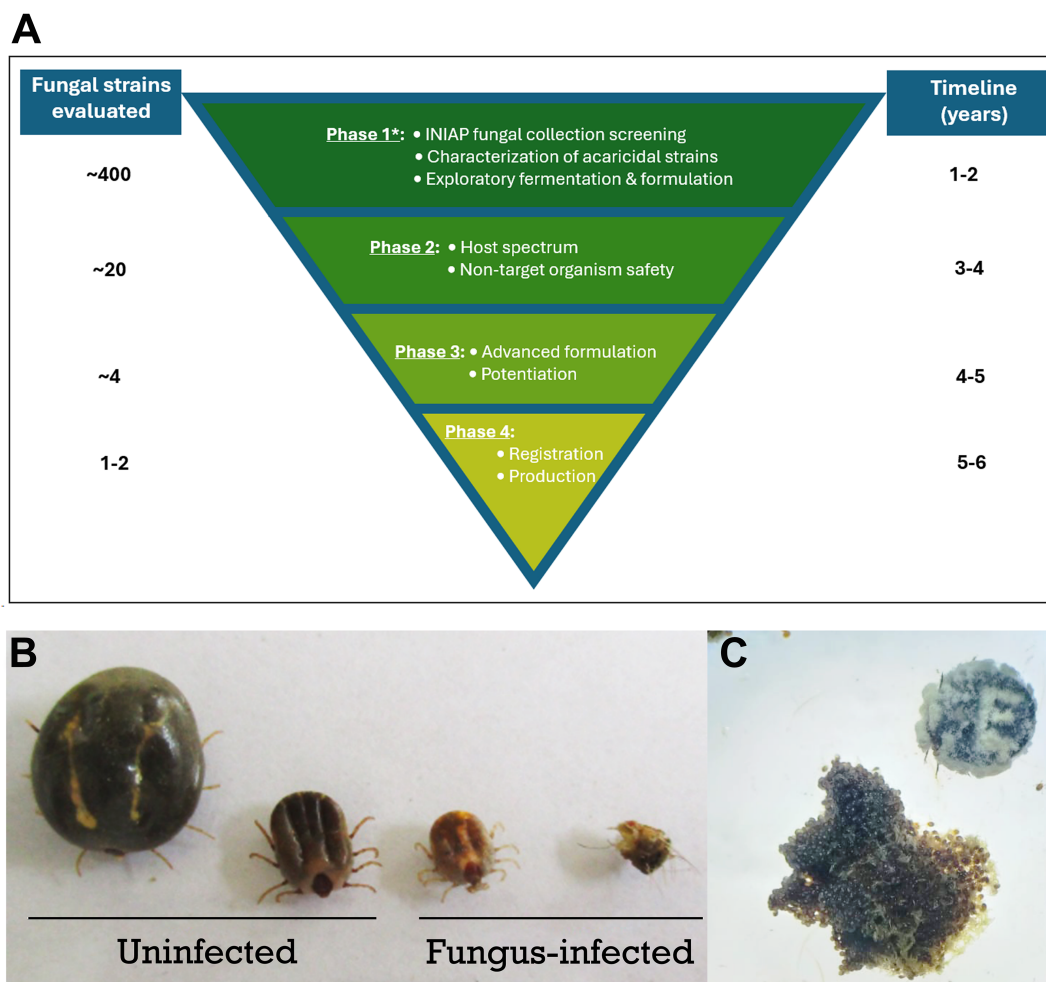 A
Fungal strains
evaluated
Timeline
(years)
Phase 1*: • INIAP fungal collection screening
• Characterization of acaricidal strains
• Exploratory fermentation & formulation
~400
1-2
Phase 2: • Host spectrum
• Non-target organism safety
~20
3-4
Phase 3: • Advanced formulation
• Potentiation
~4
4-5
Phase 4:
• Registration
• Production
1-2
5-6
B
C
Uninfected
Fungus-infected